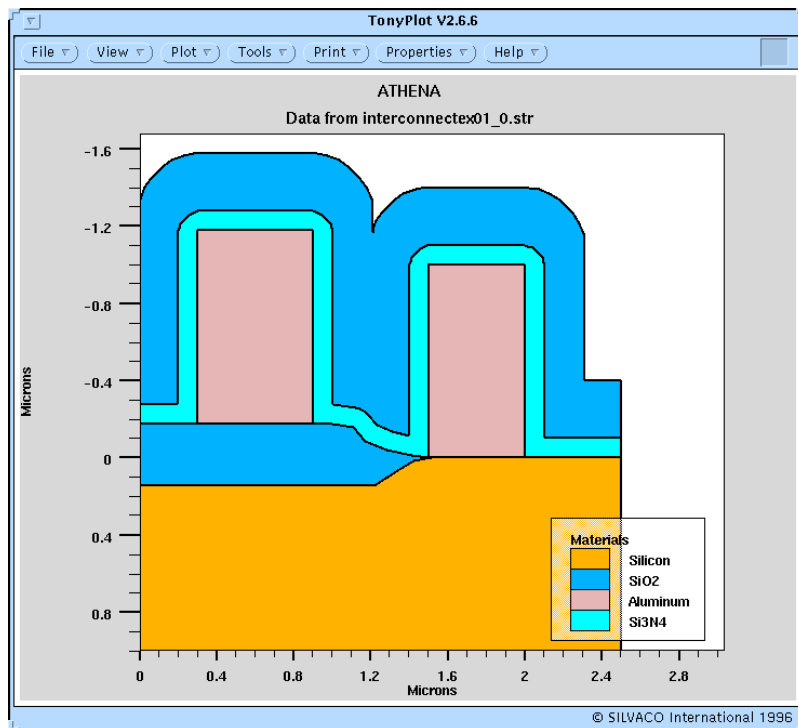 TonyPlot V2.6.6
File View Plot Tools Print Properties Help
ATHENA
Data from interconnectex01_0.str
-1.6
-1.2
-0.8
-0.4
0
0.4
0.8
Microns
Materials
Silicon
SiO2
Aluminum
Si3N4
0 0.4 0.8 1.2 1.6 2 2.4 2.8
Microns
© SILVACO International 1996